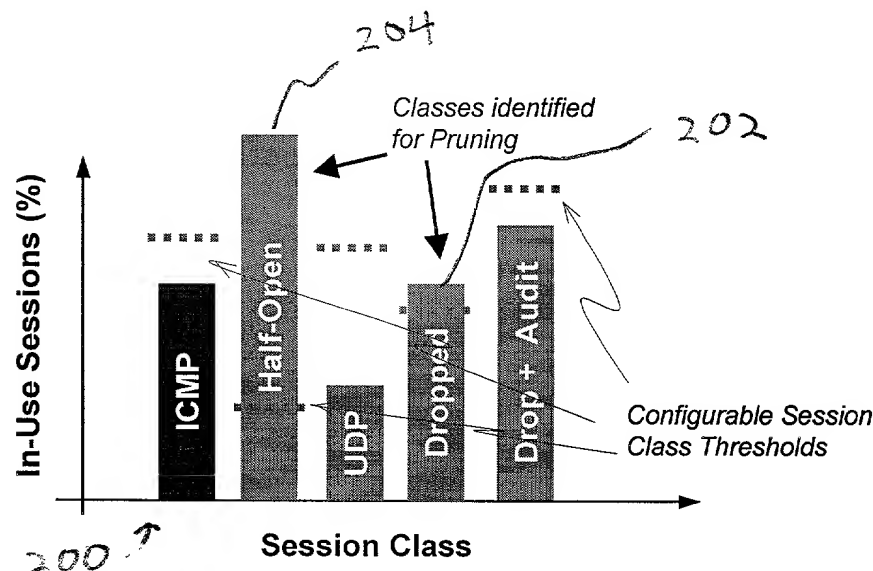 204
Classes identified
for Pruning
202
In-Use Sessions (%)
ICMP
Half-Open
UDP
Dropped
Drop + Audit
Configurable Session
Class Thresholds
200
Session Class